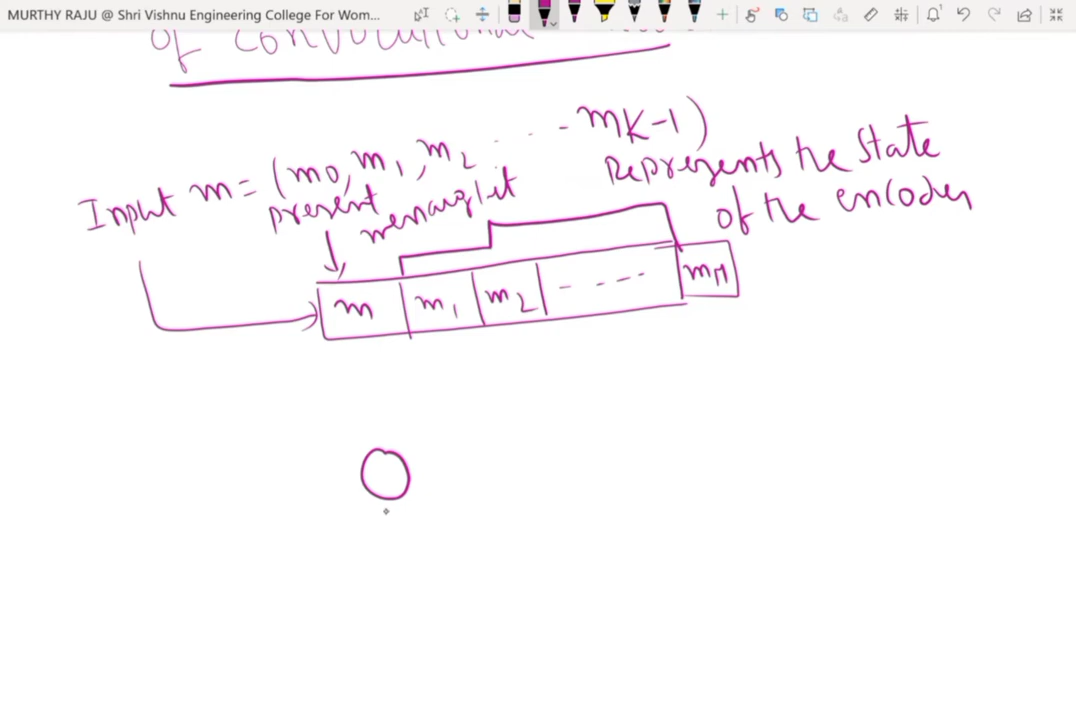 MURTHY RAJU @ Shri Vishnu Engineering College For Wom...
of convolutional
Input m = (m0, m1, m2 ..... mK-1)
present
Represents the State
of the encoder
m m1 m2 - - - - -